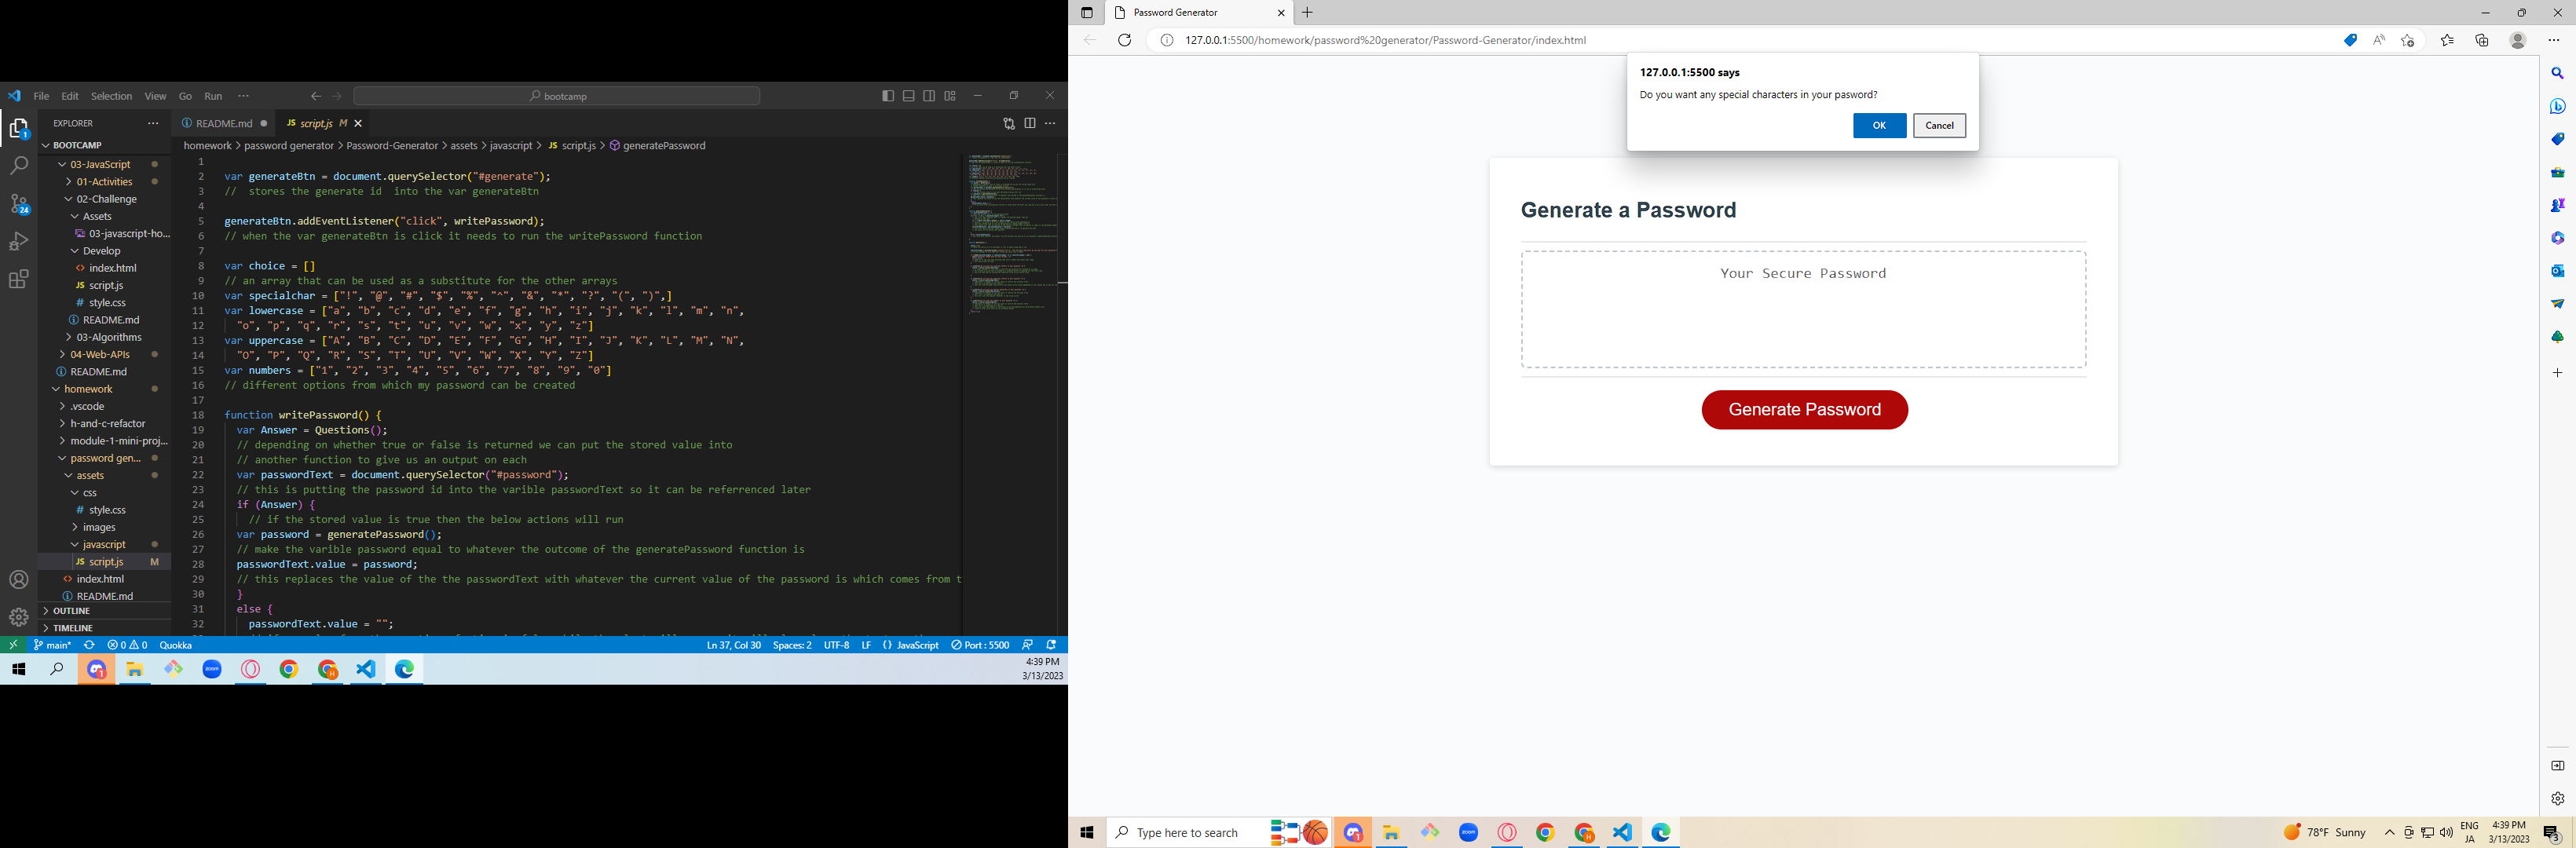 File Edit Selection View Go Run ···
bootcamp
EXPLORER ···
README.md
JS script.js M
BOOTCAMP
homework > password generator > Password-Generator > assets > javascript > JS script.js > generatePassword
03-JavaScript
01-Activities
02-Challenge
Assets
03-javascript-ho...
Develop
<> index.html
JS script.js
# style.css
README.md
03-Algorithms
04-Web-APIs
README.md
homework
.vscode
h-and-c-refactor
module-1-mini-proj...
password gen...
assets
css
# style.css
images
javascript
JS script.js M
<> index.html
README.md
OUTLINE
TIMELINE
1
2 var generateBtn = document.querySelector("#generate");
3 // stores the generate id into the var generateBtn
4
5 generateBtn.addEventListener("click", writePassword);
6 // when the var generateBtn is click it needs to run the writePassword function
7
8 var choice = []
9 // an array that can be used as a substitute for the other arrays
10 var specialchar = ["!", "@", "#", "$", "%", "^", "&", "*", "?", "(", ")",]
11 var lowercase = ["a", "b", "c", "d", "e", "f", "g", "h", "i", "j", "k", "l", "m", "n",
12 "o", "p", "q", "r", "s", "t", "u", "v", "w", "x", "y", "z"]
13 var uppercase = ["A", "B", "C", "D", "E", "F", "G", "H", "I", "J", "K", "L", "M", "N",
14 "O", "P", "Q", "R", "S", "T", "U", "V", "W", "X", "Y", "Z"]
15 var numbers = ["1", "2", "3", "4", "5", "6", "7", "8", "9", "0"]
16 // different options from which my password can be created
17
18 function writePassword() {
19 var Answer = Questions();
20 // depending on whether true or false is returned we can put the stored value into
21 // another function to give us an output on each
22 var passwordText = document.querySelector("#password");
23 // this is putting the password id into the varible passwordText so it can be referrenced later
24 if (Answer) {
25 // if the stored value is true then the below actions will run
26 var password = generatePassword();
27 // make the varible password equal to whatever the outcome of the generatePassword function is
28 passwordText.value = password;
29 // this replaces the value of the the passwordText with whatever the current value of the password is which comes from t
30 }
31 else {
32 passwordText.value = "";
main* 0 0 Quokka
Ln 37, Col 30 Spaces: 2 UTF-8 LF {} JavaScript Port : 5500
1 zoom
4:39 PM
3/13/2023
Password Generator
127.0.0.1:5500/homework/password%20generator/Password-Generator/index.html
127.0.0.1:5500 says
Do you want any special characters in your pasword?
OK Cancel
Generate a Password
Your Secure Password
Generate Password
Type here to search
1 zoom
78°F Sunny
ENG
JA
4:39 PM
3/13/2023
3